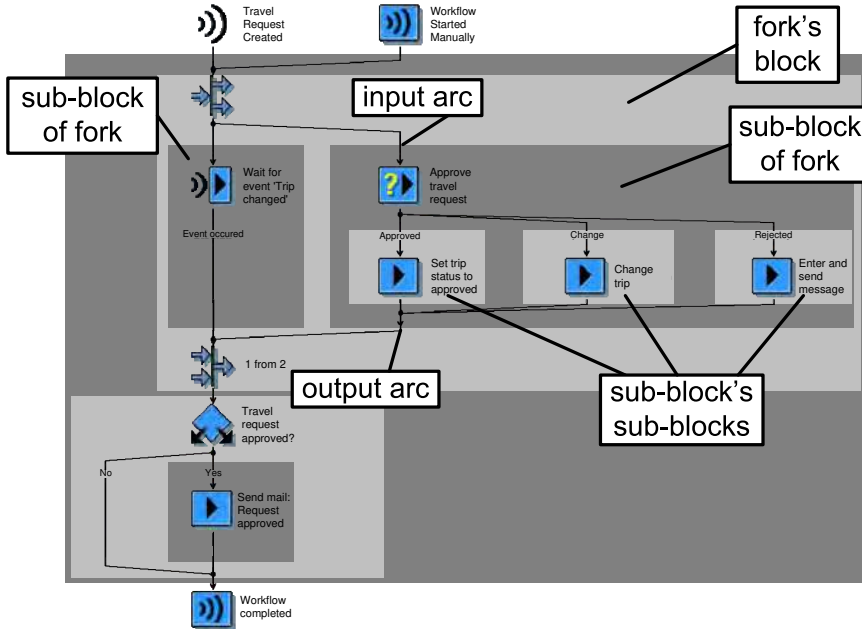 Travel
Request
Created
Workflow
Started
Manually
fork's
block
sub-block
of fork
input arc
sub-block
of fork
Wait for
event 'Trip
changed'
Approve
travel
request
Event occured
Approved
Change
Rejected
Set trip
status to
approved
Change
trip
Enter and
send
message
1 from 2
output arc
sub-block's
sub-blocks
Travel
request
approved?
No
Yes
Send mail:
Request
approved
Workflow
completed